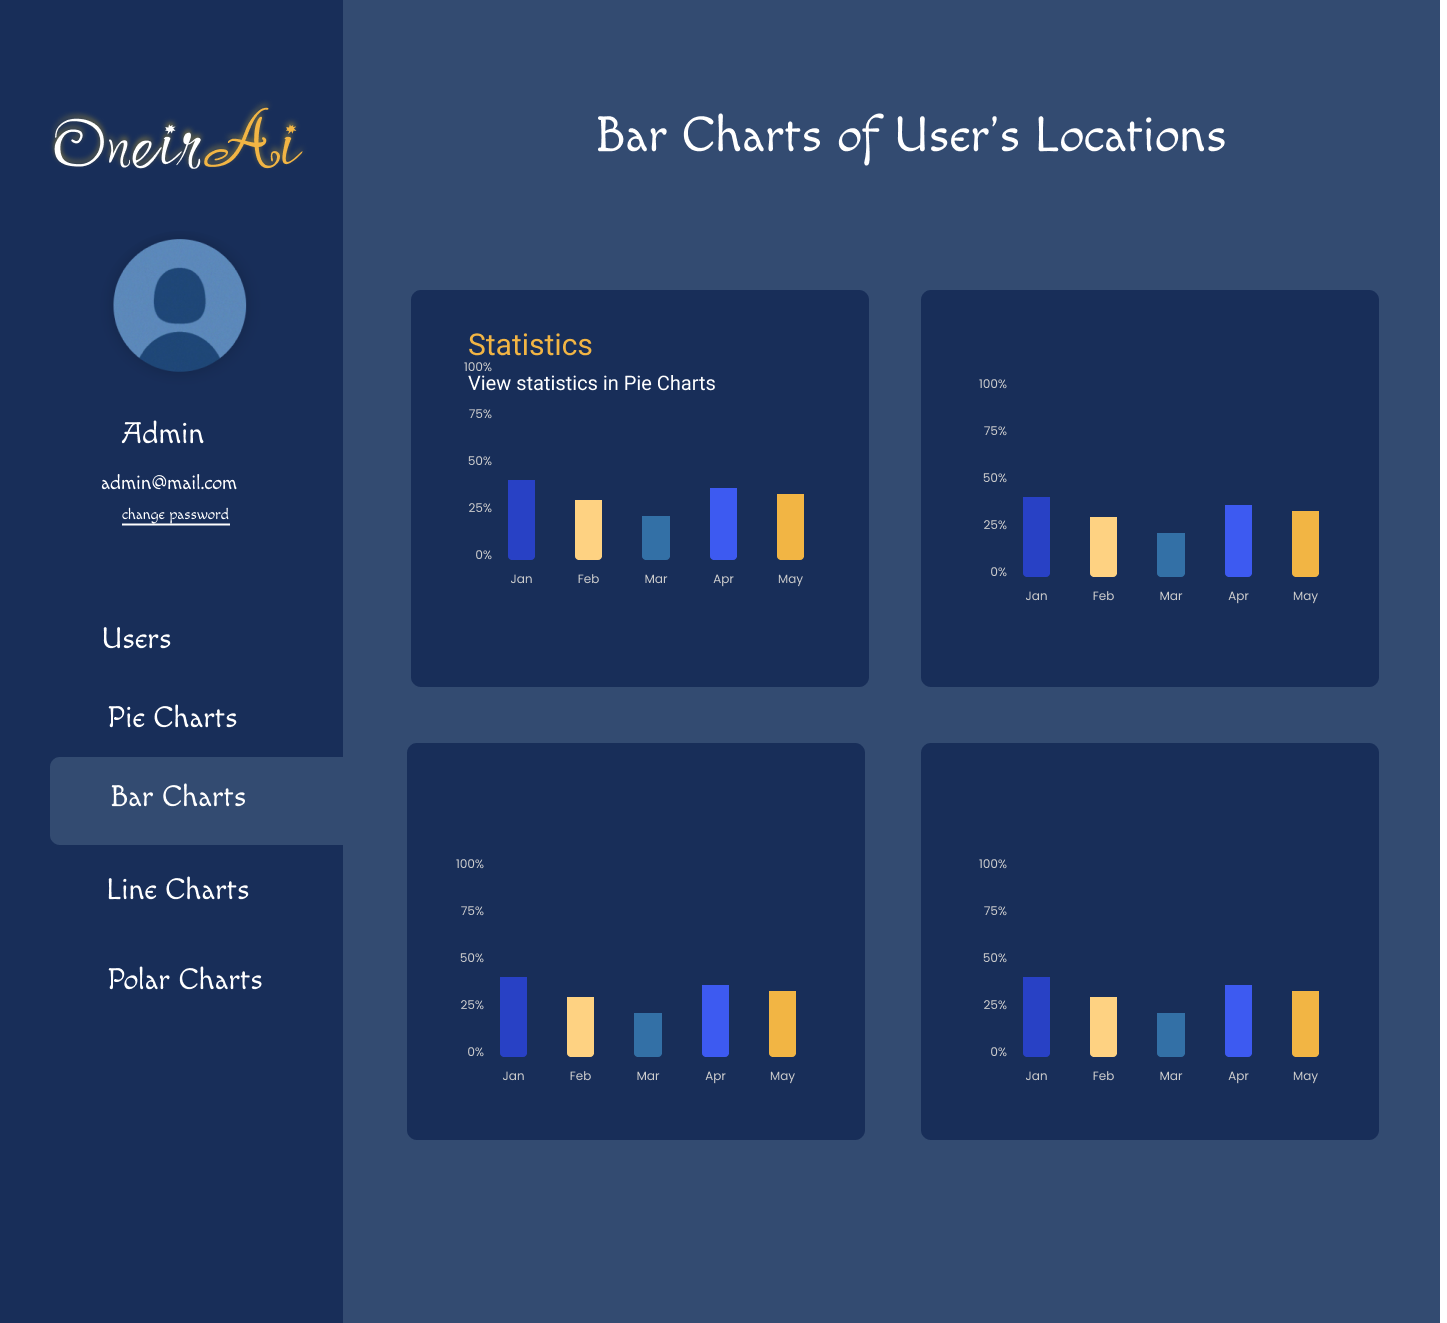 OneirAi
Admin
admin@mail.com
change password
Users
Pie Charts
Bar Charts
Line Charts
Polar Charts
Bar Charts of User's Locations
Statistics
100%
View statistics in Pie Charts
75%
50%
25%
0%
Jan Feb Mar Apr May
100%
75%
50%
25%
0%
Jan Feb Mar Apr May
100%
75%
50%
25%
0%
Jan Feb Mar Apr May
100%
75%
50%
25%
0%
Jan Feb Mar Apr May